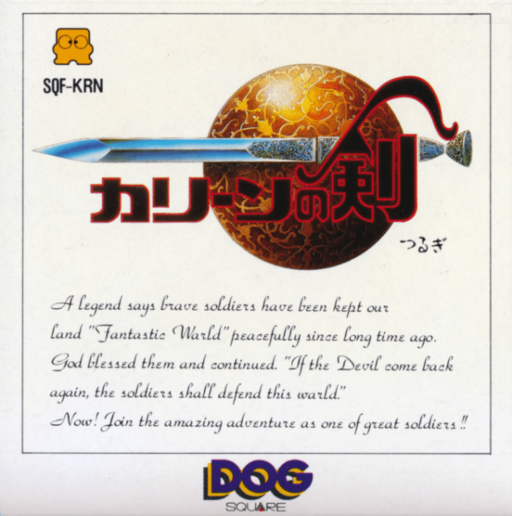 SQF-KRN
カリーンの剣
つるぎ
A legend says brave soldiers have been kept our
land "Fantastic World" peacefully since long time ago.
God blessed them and continued. "If the Devil come back
again, the soldiers shall defend this world."
Now! Join the amazing adventure as one of great soldiers!!
DOG
SQUARE